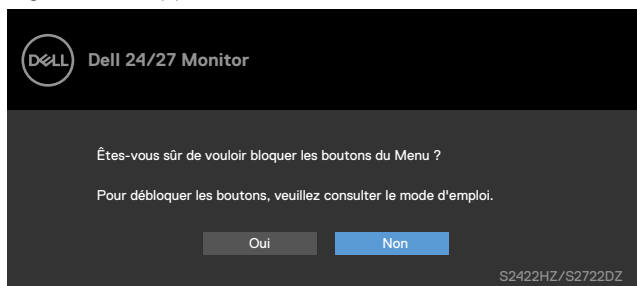 DELL
Dell 24/27 Monitor
Êtes-vous sûr de vouloir bloquer les boutons du Menu ?
Pour débloquer les boutons, veuillez consulter le mode d'emploi.
Oui
Non
S2422HZ/S2722DZ